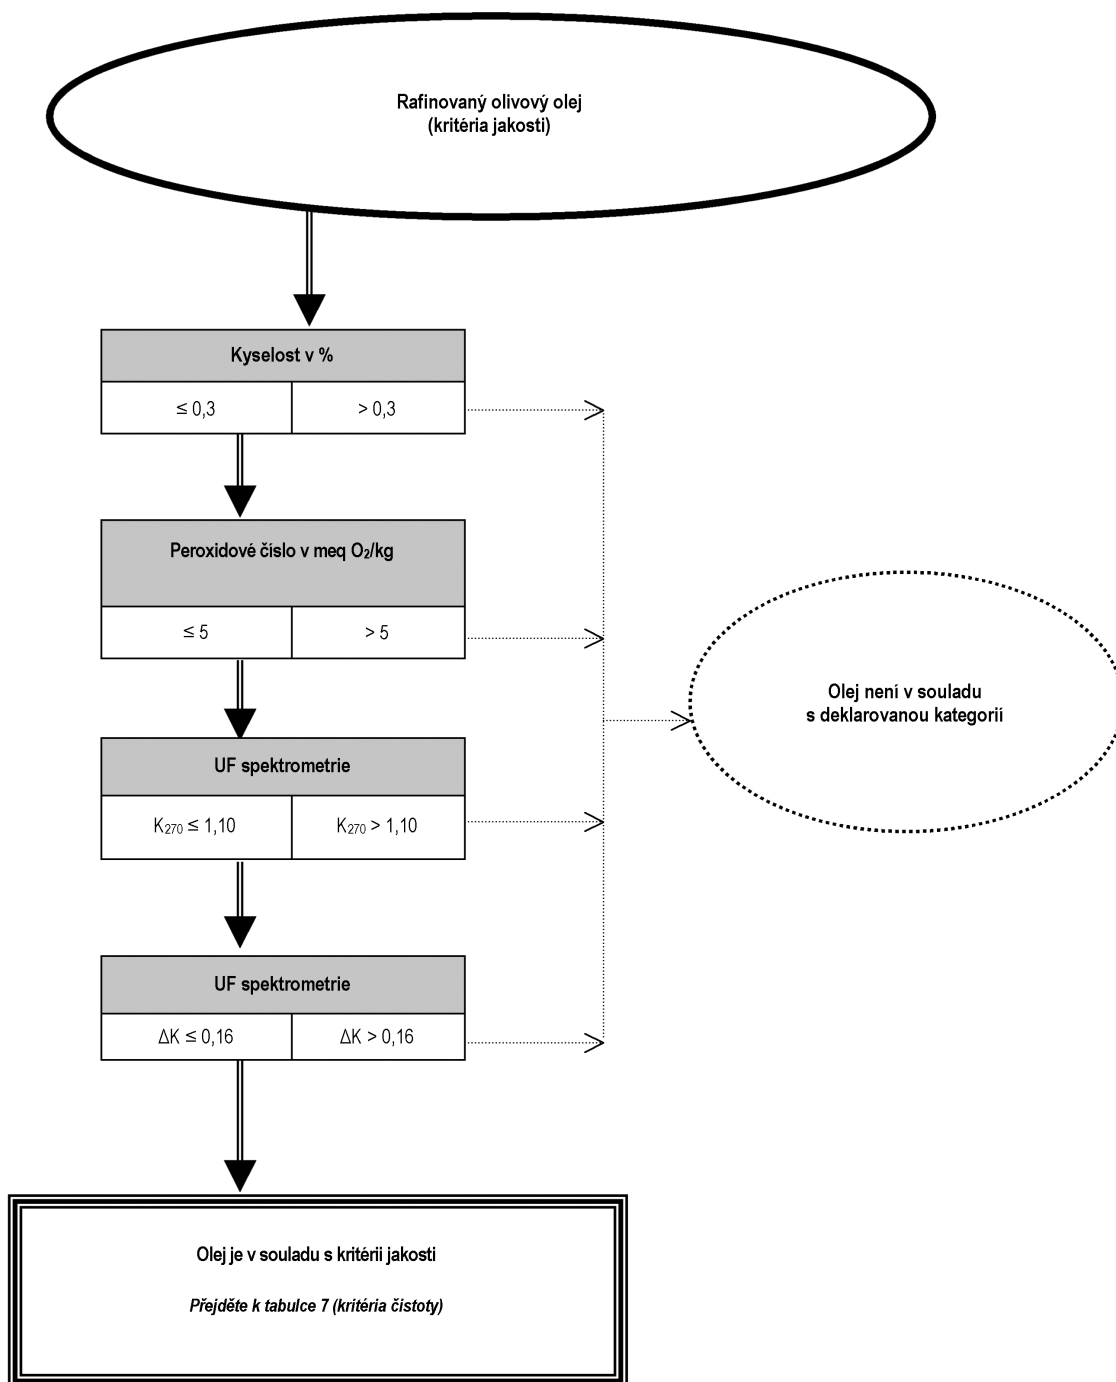 Rafinovaný olivový olej
(kritéria jakosti)
Kyselost v %
≤ 0,3
> 0,3
Peroxidové číslo v meq O₂/kg
≤ 5
> 5
UF spektrometrie
K₂₇₀ ≤ 1,10
K₂₇₀ > 1,10
UF spektrometrie
ΔK ≤ 0,16
ΔK > 0,16
Olej není v souladu
s deklarovanou kategorií
Olej je v souladu s kritérii jakosti
Přejděte k tabulce 7 (kritéria čistoty)